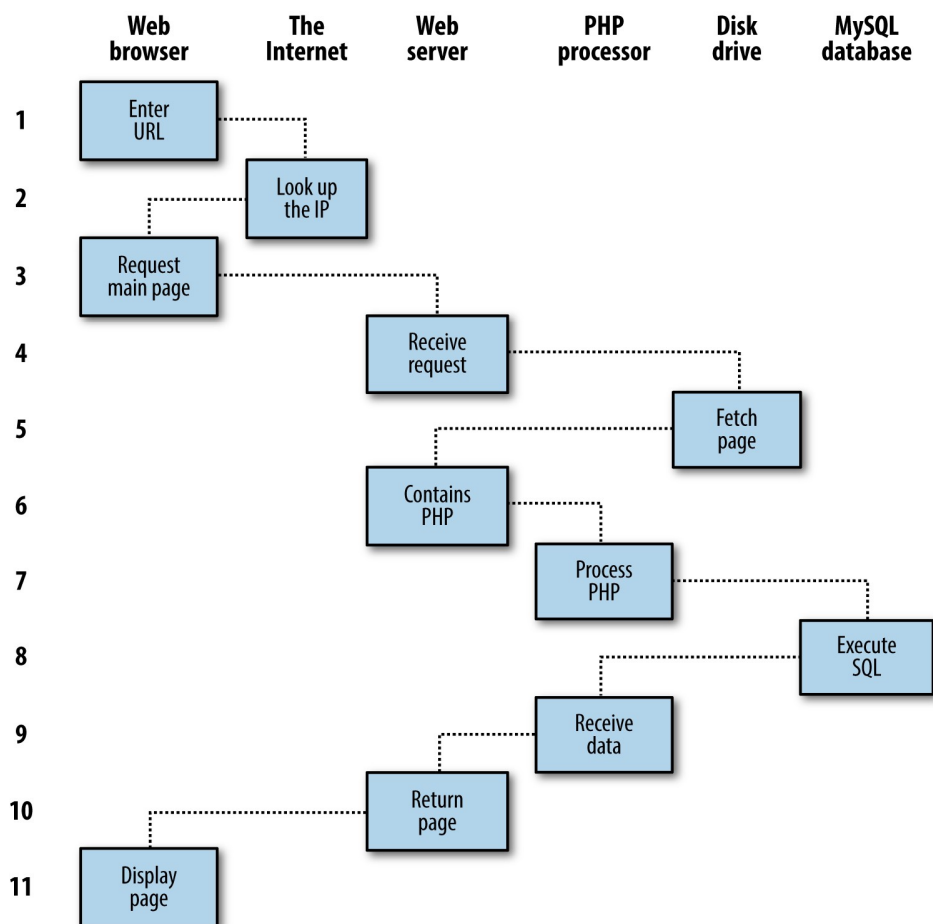 Web
browser
The
Internet
Web
server
PHP
processor
Disk
drive
MySQL
database
1
Enter
URL
2
Look up
the IP
3
Request
main page
4
Receive
request
5
Fetch
page
6
Contains
PHP
7
Process
PHP
8
Execute
SQL
9
Receive
data
10
Return
page
11
Display
page